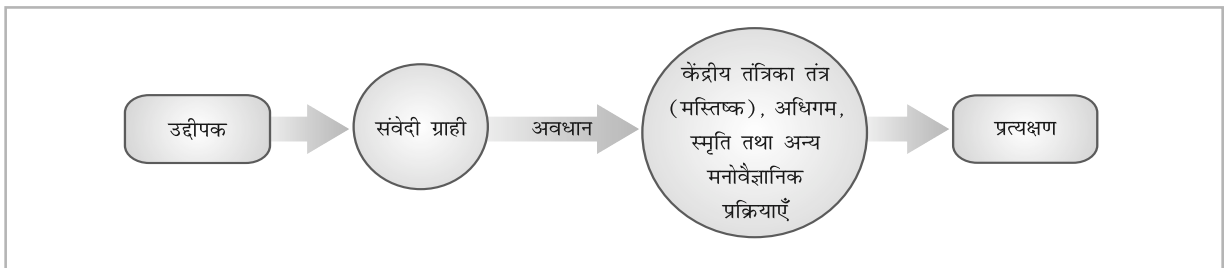 उद्दीपक
संवेदी ग्राही
अवधान
केंद्रीय तंत्रिका तंत्र
(मस्तिष्क), अधिगम,
स्मृति तथा अन्य
मनोवैज्ञानिक
प्रक्रियाएँ
प्रत्यक्षण